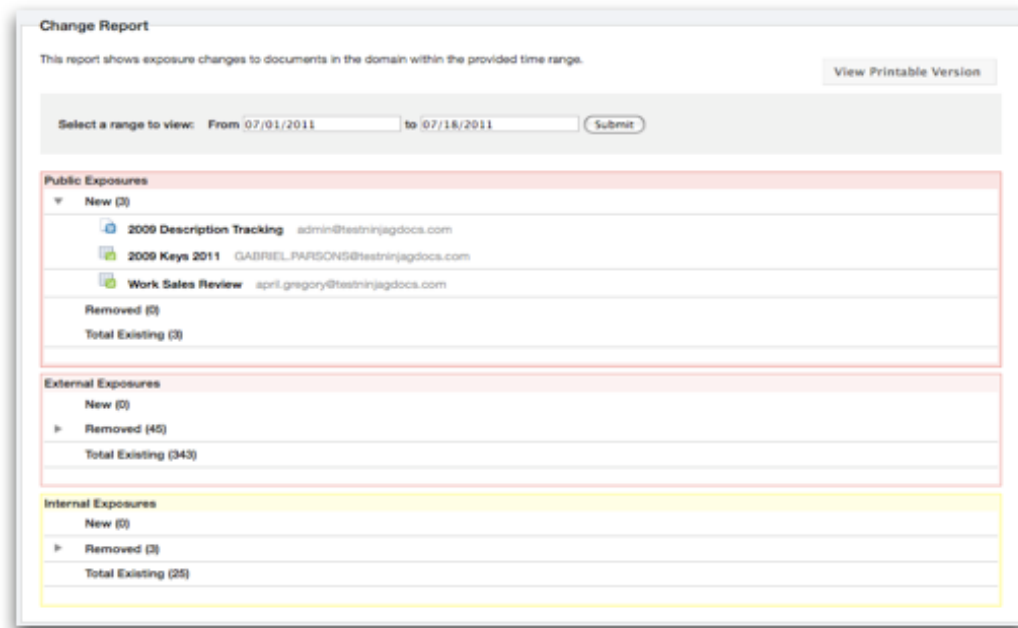 Change Report
This report shows exposure changes to documents in the domain within the provided time range.
View Printable Version
Select a range to view: From 07/01/2011 to 07/18/2011 Submit
Public Exposures
New (3)
2009 Description Tracking admin@testninjagdocs.com
2009 Keys 2011 GABRIEL.PARSONS@testninjagdocs.com
Work Sales Review april.gregory@testninjagdocs.com
Removed (0)
Total Existing (3)
External Exposures
New (0)
Removed (45)
Total Existing (343)
Internal Exposures
New (0)
Removed (3)
Total Existing (25)